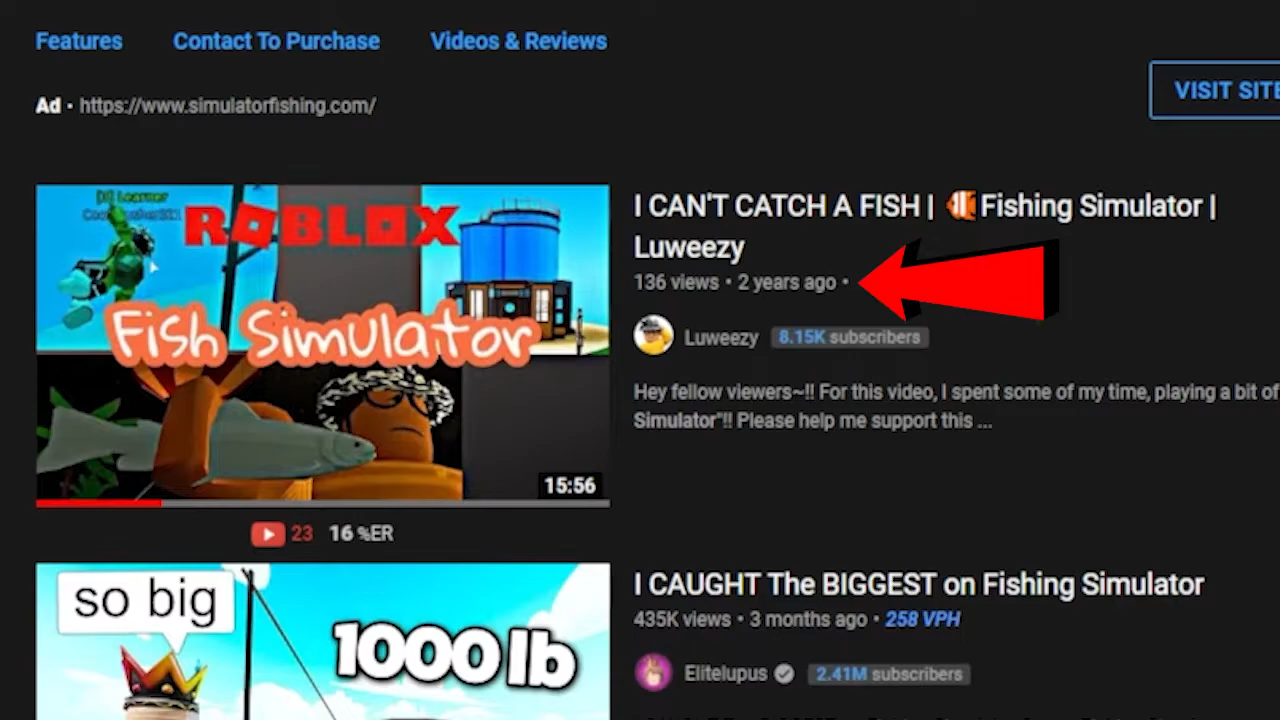 Features Contact To Purchase Videos & Reviews
Ad · https://www.simulatorfishing.com/
VISIT SITE
ROBLOX
Fish Simulator
15:56
I CAN'T CATCH A FISH | 🐠Fishing Simulator |
Luweezy
136 views · 2 years ago ·
Luweezy 8.15K subscribers
Hey fellow viewers~!! For this video, I spent some of my time, playing a bit of
Simulator"!! Please help me support this ...
23 16 %ER
so big
1000 lb
I CAUGHT The BIGGEST on Fishing Simulator
435K views · 3 months ago · 258 VPH
Elitelupus 2.41M subscribers